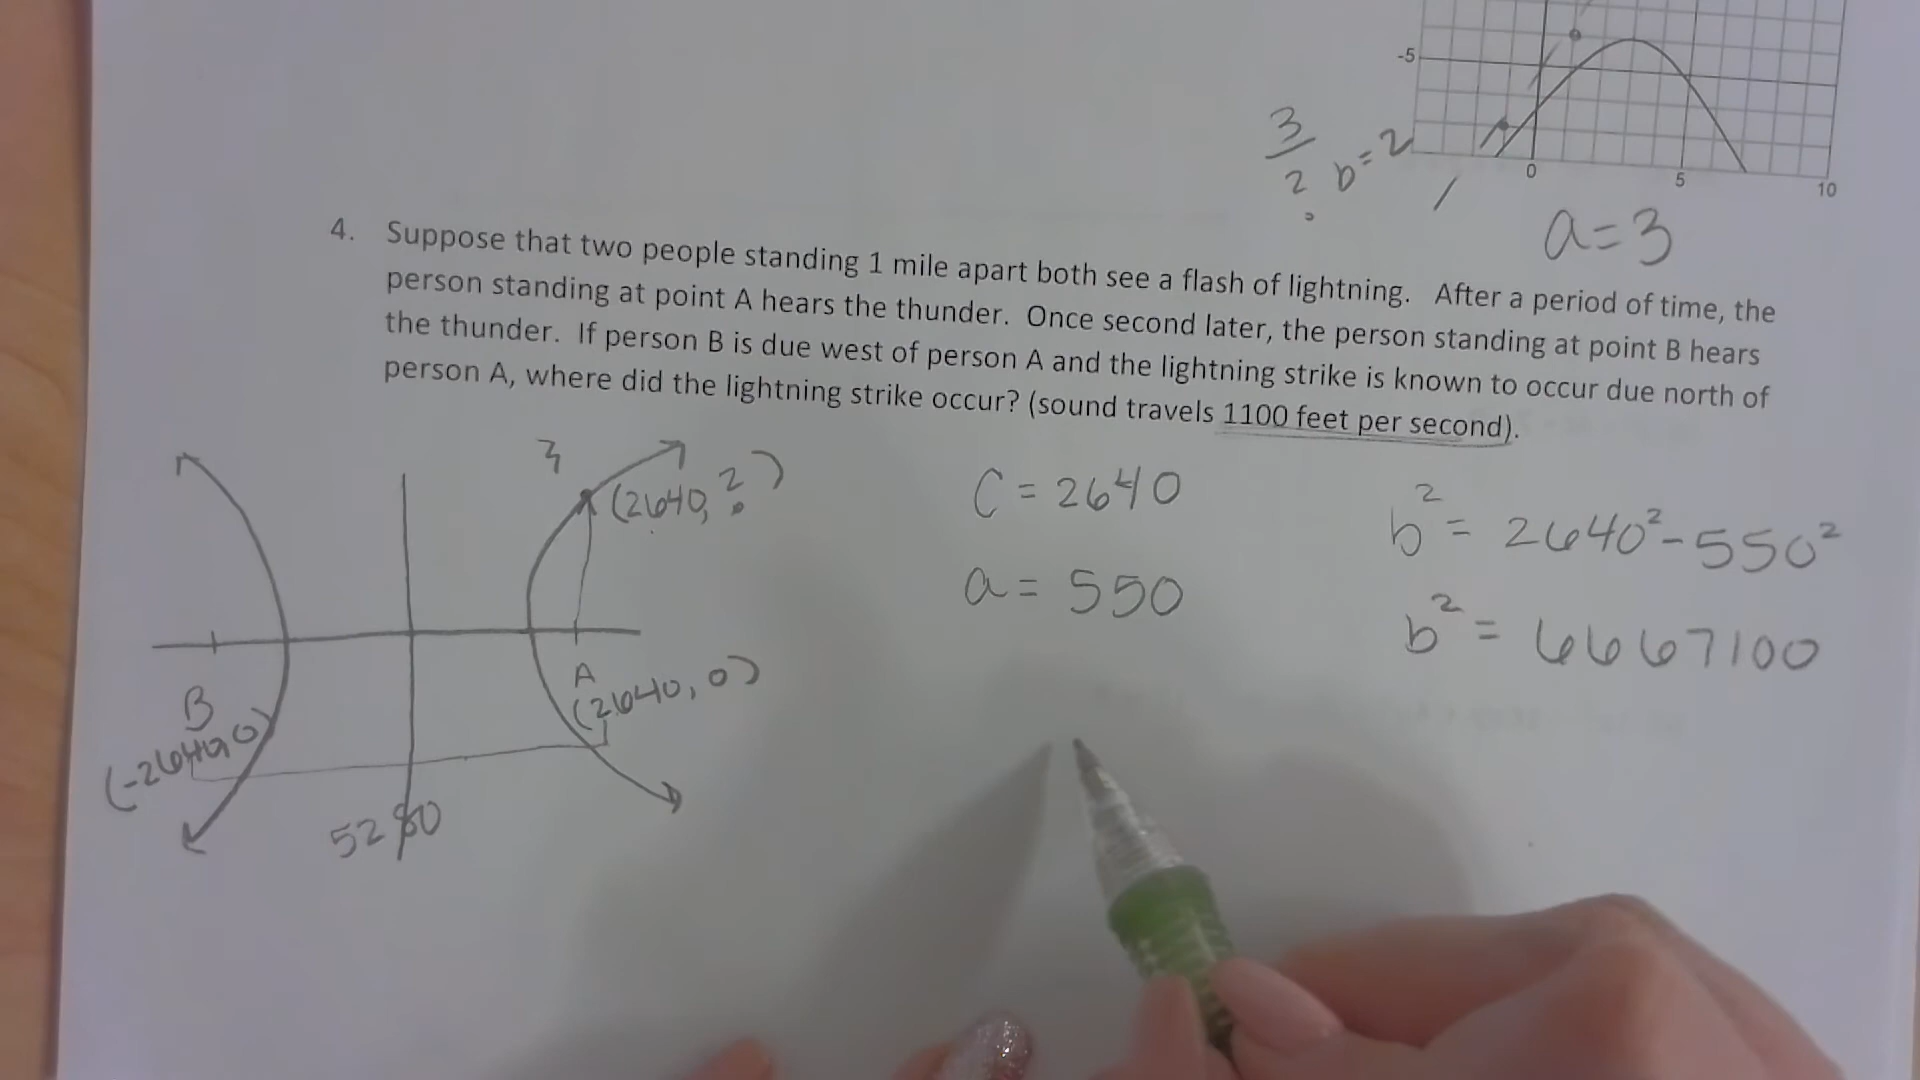 -5
0
5
10
3
2
b=2
a=3
4. Suppose that two people standing 1 mile apart both see a flash of lightning. After a period of time, the
person standing at point A hears the thunder. Once second later, the person standing at point B hears
the thunder. If person B is due west of person A and the lightning strike is known to occur due north of
person A, where did the lightning strike occur? (sound travels 1100 feet per second).
(2640, ?)
A
(2640, 0)
B
(-2640,0)
5280
C = 2640
a = 550
b² = 2640² - 550²
b² = 6667100